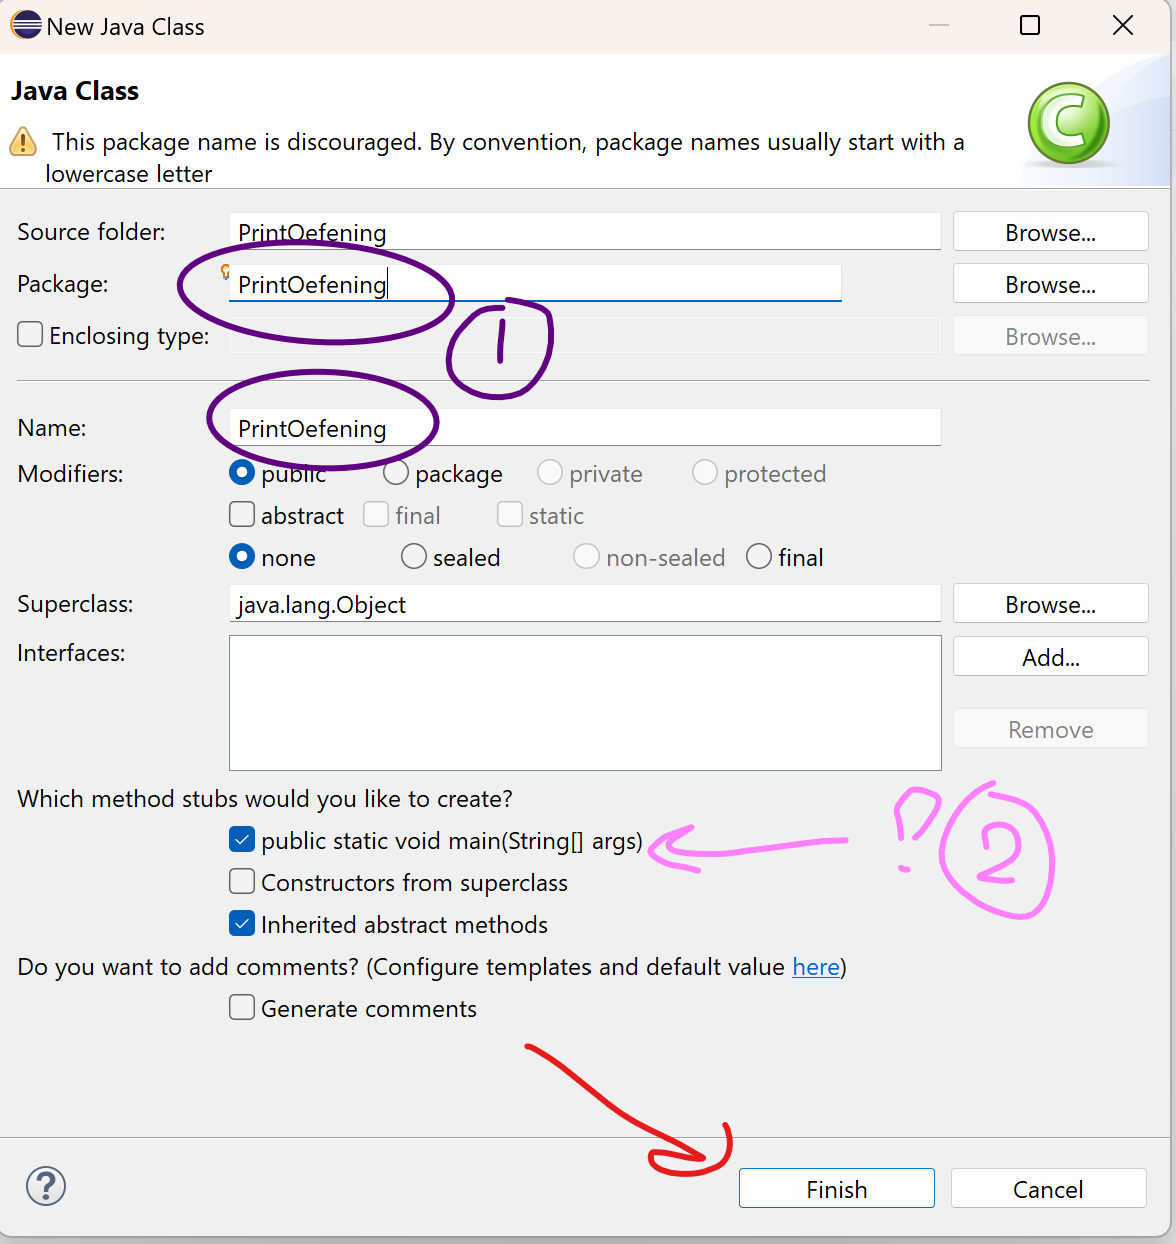 New Java Class
Java Class
This package name is discouraged. By convention, package names usually start with a
lowercase letter
Source folder: PrintOefening Browse...
Package: PrintOefening Browse...
Enclosing type: Browse...
1
Name: PrintOefening
Modifiers: public package private protected
abstract final static
none sealed non-sealed final
Superclass: java.lang.Object Browse...
Interfaces: Add...
Remove
Which method stubs would you like to create?
public static void main(String[] args) ? 2
Constructors from superclass
Inherited abstract methods
Do you want to add comments? (Configure templates and default value here)
Generate comments
? Finish Cancel